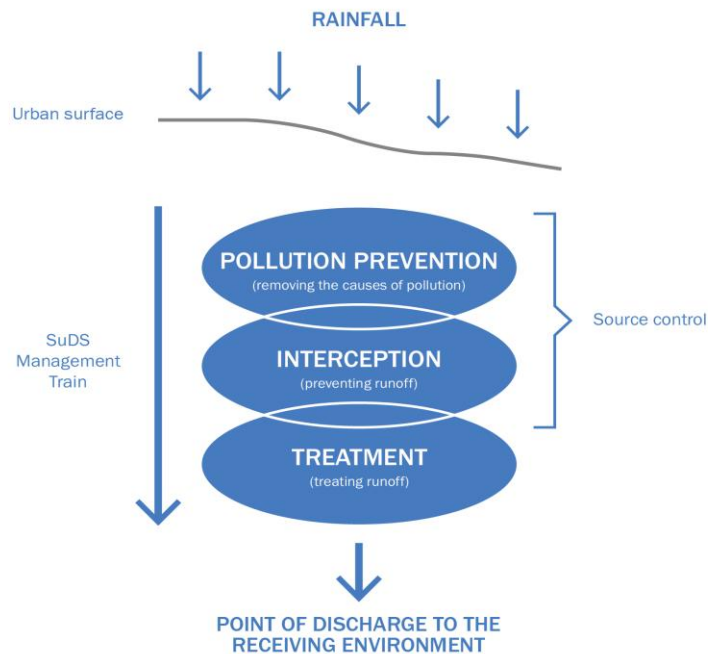 RAINFALL
Urban surface
POLLUTION PREVENTION
(removing the causes of pollution)
Source control
SuDS
Management
Train
INTERCEPTION
(preventing runoff)
TREATMENT
(treating runoff)
POINT OF DISCHARGE TO THE
RECEIVING ENVIRONMENT